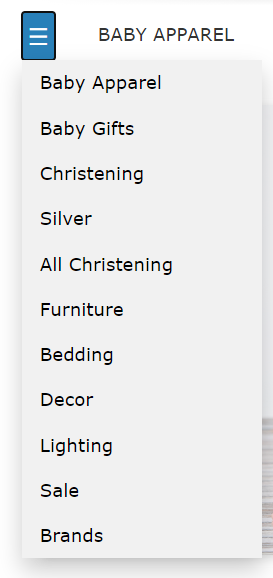 ☰ BABY APPAREL
Baby Apparel
Baby Gifts
Christening
Silver
All Christening
Furniture
Bedding
Decor
Lighting
Sale
Brands